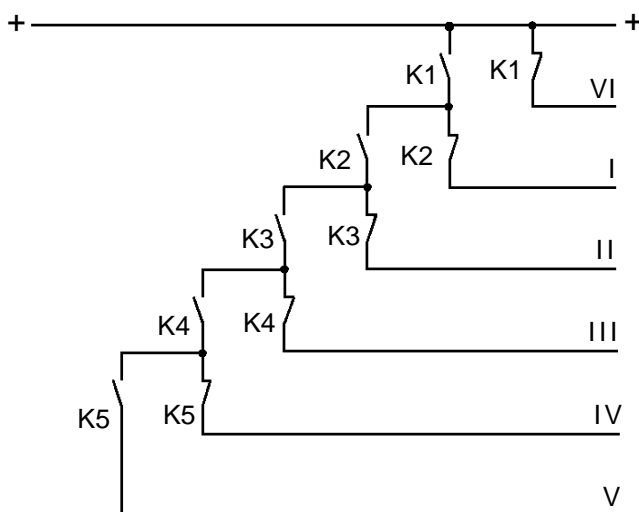 + +
K1 K1
VI
K2 K2
I
K3 K3
II
K4 K4
III
K5 K5
IV
V